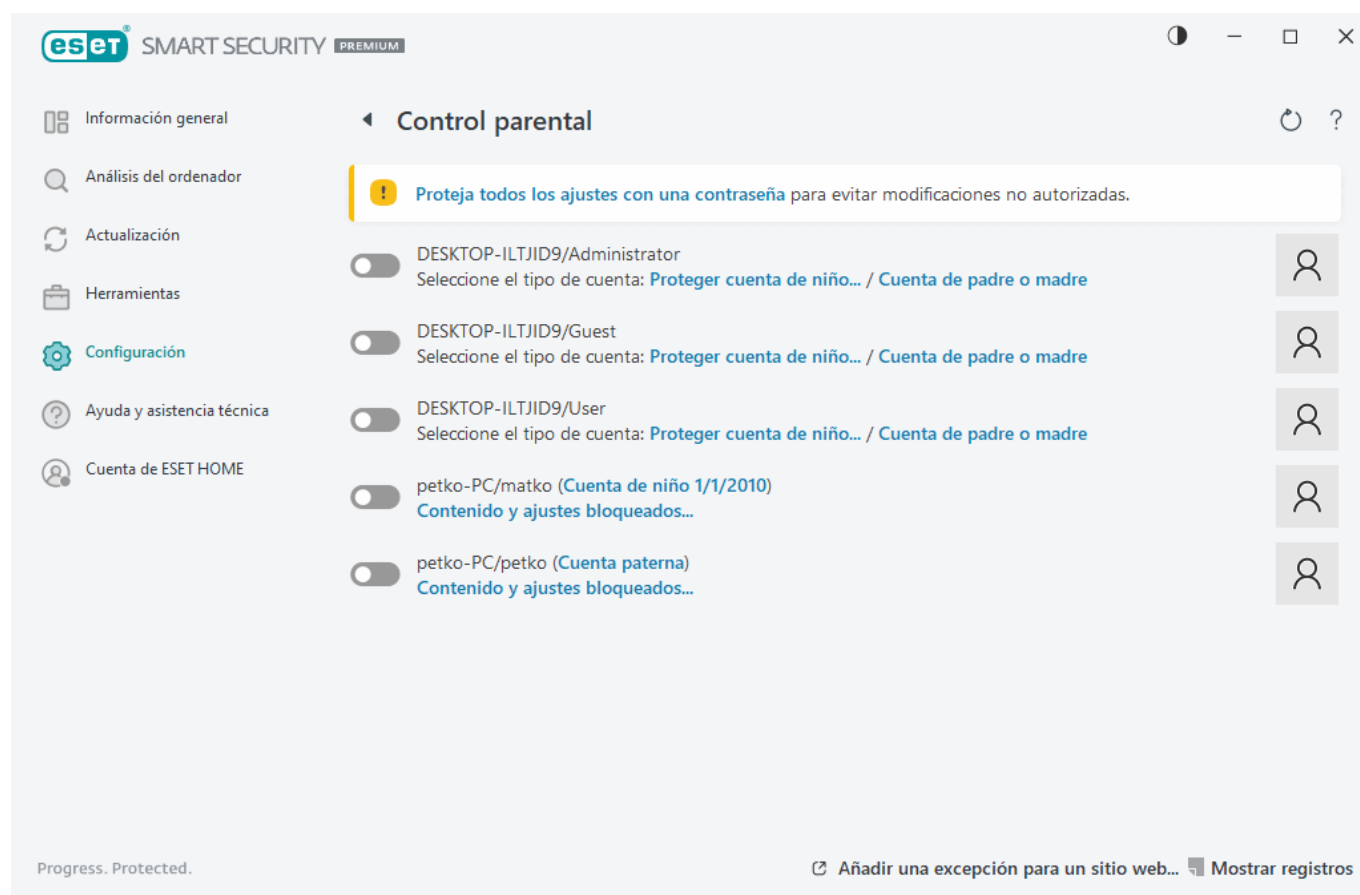 eset® SMART SECURITY PREMIUM
Información general
Análisis del ordenador
Actualización
Herramientas
Configuración
Ayuda y asistencia técnica
Cuenta de ESET HOME
Control parental
?
! Proteja todos los ajustes con una contraseña para evitar modificaciones no autorizadas.
DESKTOP-ILTJID9/Administrator
Seleccione el tipo de cuenta: Proteger cuenta de niño... / Cuenta de padre o madre
DESKTOP-ILTJID9/Guest
Seleccione el tipo de cuenta: Proteger cuenta de niño... / Cuenta de padre o madre
DESKTOP-ILTJID9/User
Seleccione el tipo de cuenta: Proteger cuenta de niño... / Cuenta de padre o madre
petko-PC/matko (Cuenta de niño 1/1/2010)
Contenido y ajustes bloqueados...
petko-PC/petko (Cuenta paterna)
Contenido y ajustes bloqueados...
Progress. Protected.
Añadir una excepción para un sitio web... Mostrar registros